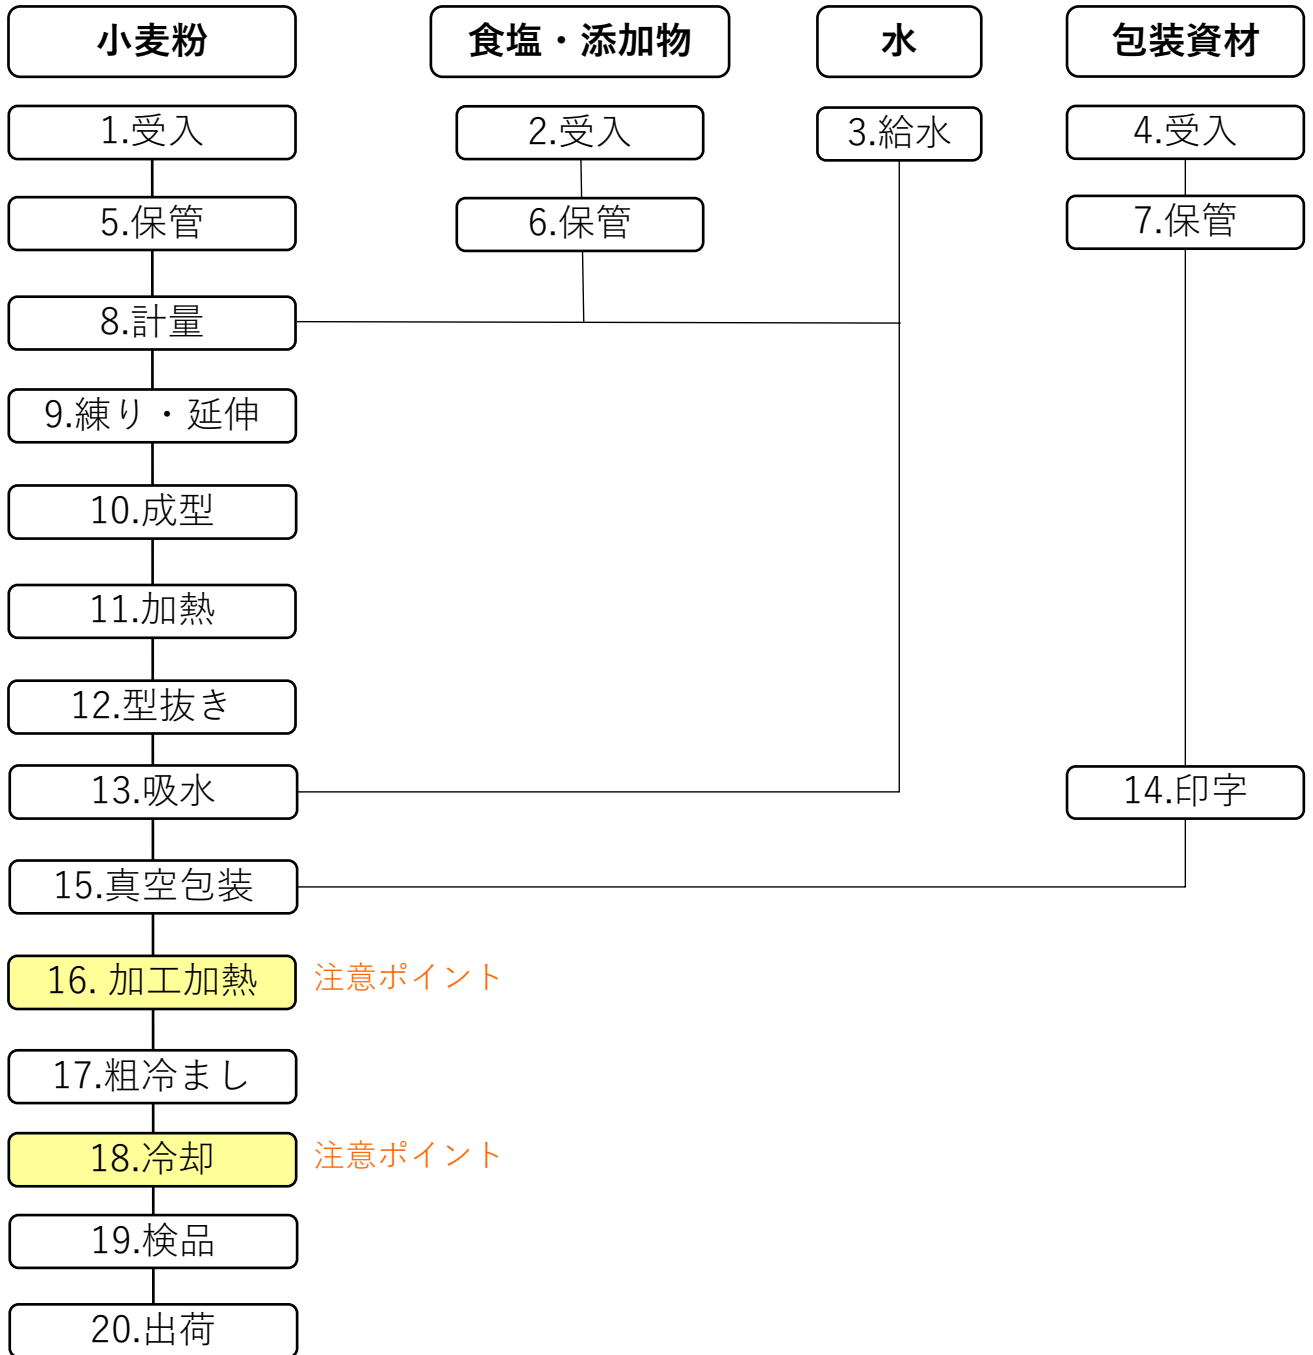 小麦粉
食塩・添加物
水
包装資材
1.受入
2.受入
3.給水
4.受入
5.保管
6.保管
7.保管
8.計量
9.練り・延伸
10.成型
11.加熱
12.型抜き
13.吸水
14.印字
15.真空包装
16. 加工加熱
注意ポイント
17.粗冷まし
18.冷却
注意ポイント
19.検品
20.出荷